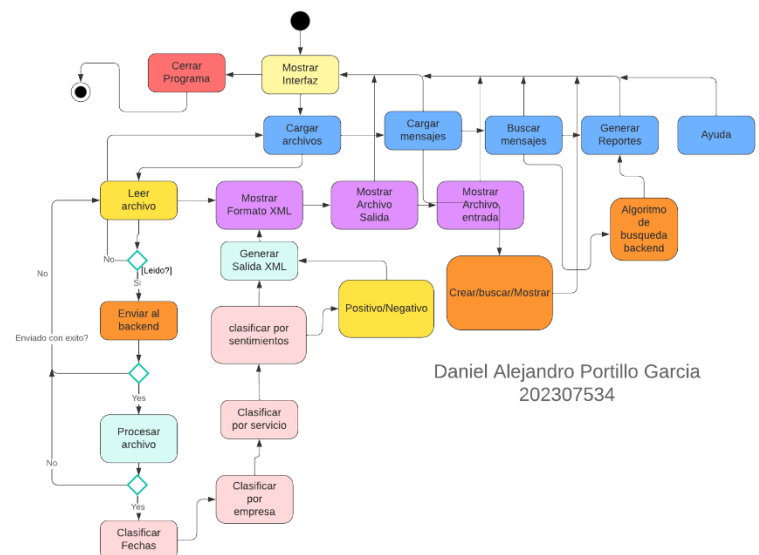 Cerrar
Programa
Mostrar
Interfaz
Cargar
archivos
Cargar
mensajes
Buscar
mensajes
Generar
Reportes
Ayuda
Leer
archivo
Mostrar
Formato XML
Mostrar
Archivo
Salida
Mostrar
Archivo
entrada
Algoritmo
de
busqueda
backend
No
[Leido?]
Si
Generar
Salida XML
No
Enviar al
backend
Positivo/Negativo
Crear/buscar/Mostrar
clasificar por
sentimientos
Enviado con exito?
Yes
Daniel Alejandro Portillo Garcia
202307534
Procesar
archivo
Clasificar
por servicio
No
Yes
Clasificar
por
empresa
Clasificar
Fechas